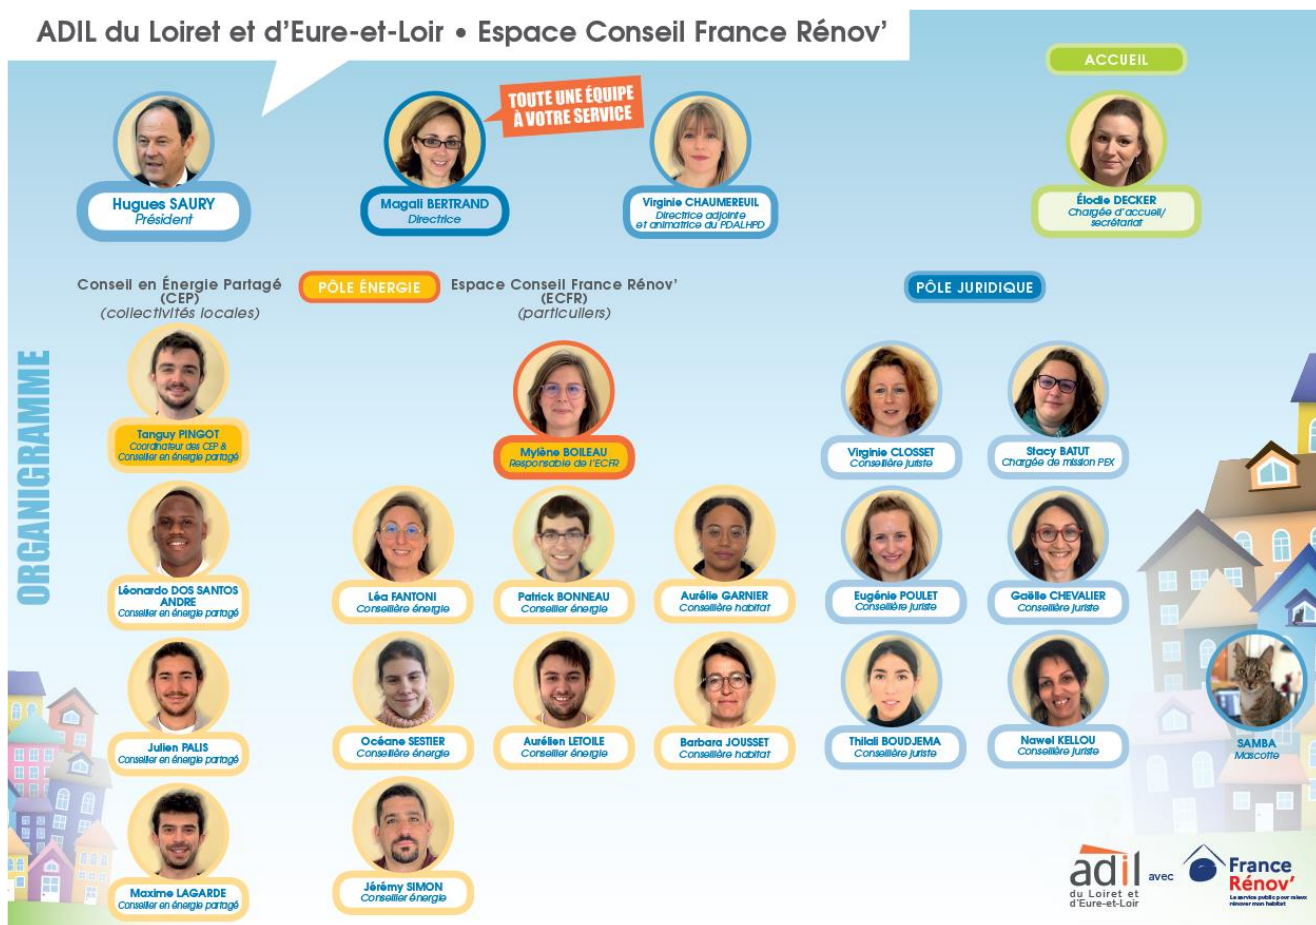 ADIL du Loiret et d'Eure-et-Loir • Espace Conseil France Rénov'
ACCUEIL
TOUTE UNE ÉQUIPE
À VOTRE SERVICE
Hugues SAURY
Président
Magali BERTRAND
Directrice
Virginie CHAUMEREUIL
Directrice adjointe
et animatrice du PDALHPD
Élodie DECKER
Chargée d'accueil/
secrétariat
Conseil en Énergie Partagé
(CEP)
(collectivités locales)
PÔLE ÉNERGIE
Espace Conseil France Rénov'
(ECFR)
(particuliers)
PÔLE JURIDIQUE
ORGANIGRAMME
Tanguy PINGOT
Coordinateur des CEP &
Conseiller en énergie partagé
Mylène BOILEAU
Responsable de l'ECFR
Virginie CLOSSET
Conseillère juriste
Stacy BATUT
Chargée de mission PEX
Léonardo DOS SANTOS
ANDRE
Conseiller en énergie partagé
Léa FANTONI
Conseillère énergie
Patrick BONNEAU
Conseiller énergie
Aurélie GARNIER
Conseillère habitat
Eugénie POULET
Conseillère juriste
Gaëlle CHEVALIER
Conseillère juriste
Julien PALIS
Conseiller en énergie partagé
Océane SESTIER
Conseillère énergie
Aurélien LETOILE
Conseiller énergie
Barbara JOUSSET
Conseillère habitat
Thilali BOUDJEMA
Conseillère juriste
Nawel KELLOU
Conseillère juriste
SAMBA
Mascotte
Maxime LAGARDE
Conseiller en énergie partagé
Jérémy SIMON
Conseiller énergie
adil
du Loiret et
d'Eure-et-Loir
avec
France
Rénov'
Le service public pour mieux
rénover mon habitat